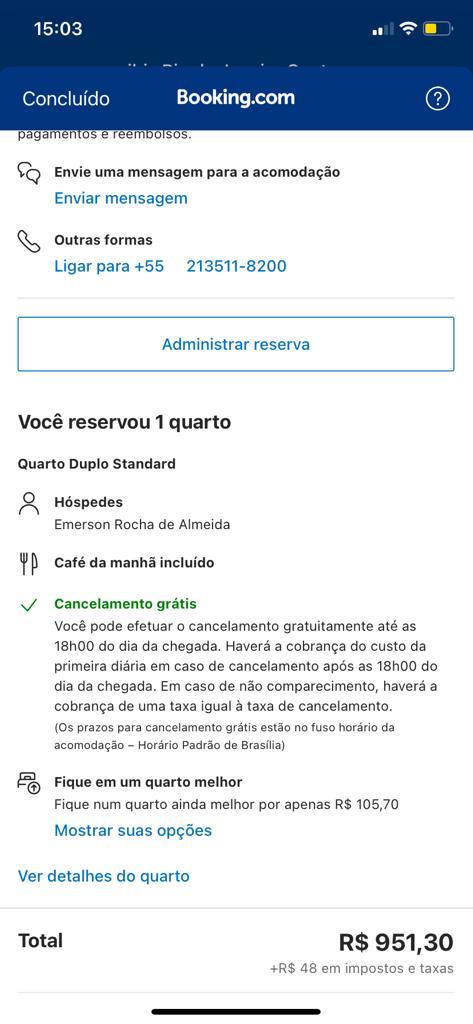 15:03
Concluído
Booking.com
?
pagamentos e reembolsos.
Envie uma mensagem para a acomodação
Enviar mensagem
Outras formas
Ligar para +55 213511-8200
Administrar reserva
Você reservou 1 quarto
Quarto Duplo Standard
Hóspedes
Emerson Rocha de Almeida
Café da manhã incluído
Cancelamento grátis
Você pode efetuar o cancelamento gratuitamente até as
18h00 do dia da chegada. Haverá a cobrança do custo da
primeira diária em caso de cancelamento após as 18h00 do
dia da chegada. Em caso de não comparecimento, haverá a
cobrança de uma taxa igual à taxa de cancelamento.
(Os prazos para cancelamento grátis estão no fuso horário da
acomodação – Horário Padrão de Brasília)
Fique em um quarto melhor
Fique num quarto ainda melhor por apenas R$ 105,70
Mostrar suas opções
Ver detalhes do quarto
Total
R$ 951,30
+R$ 48 em impostos e taxas